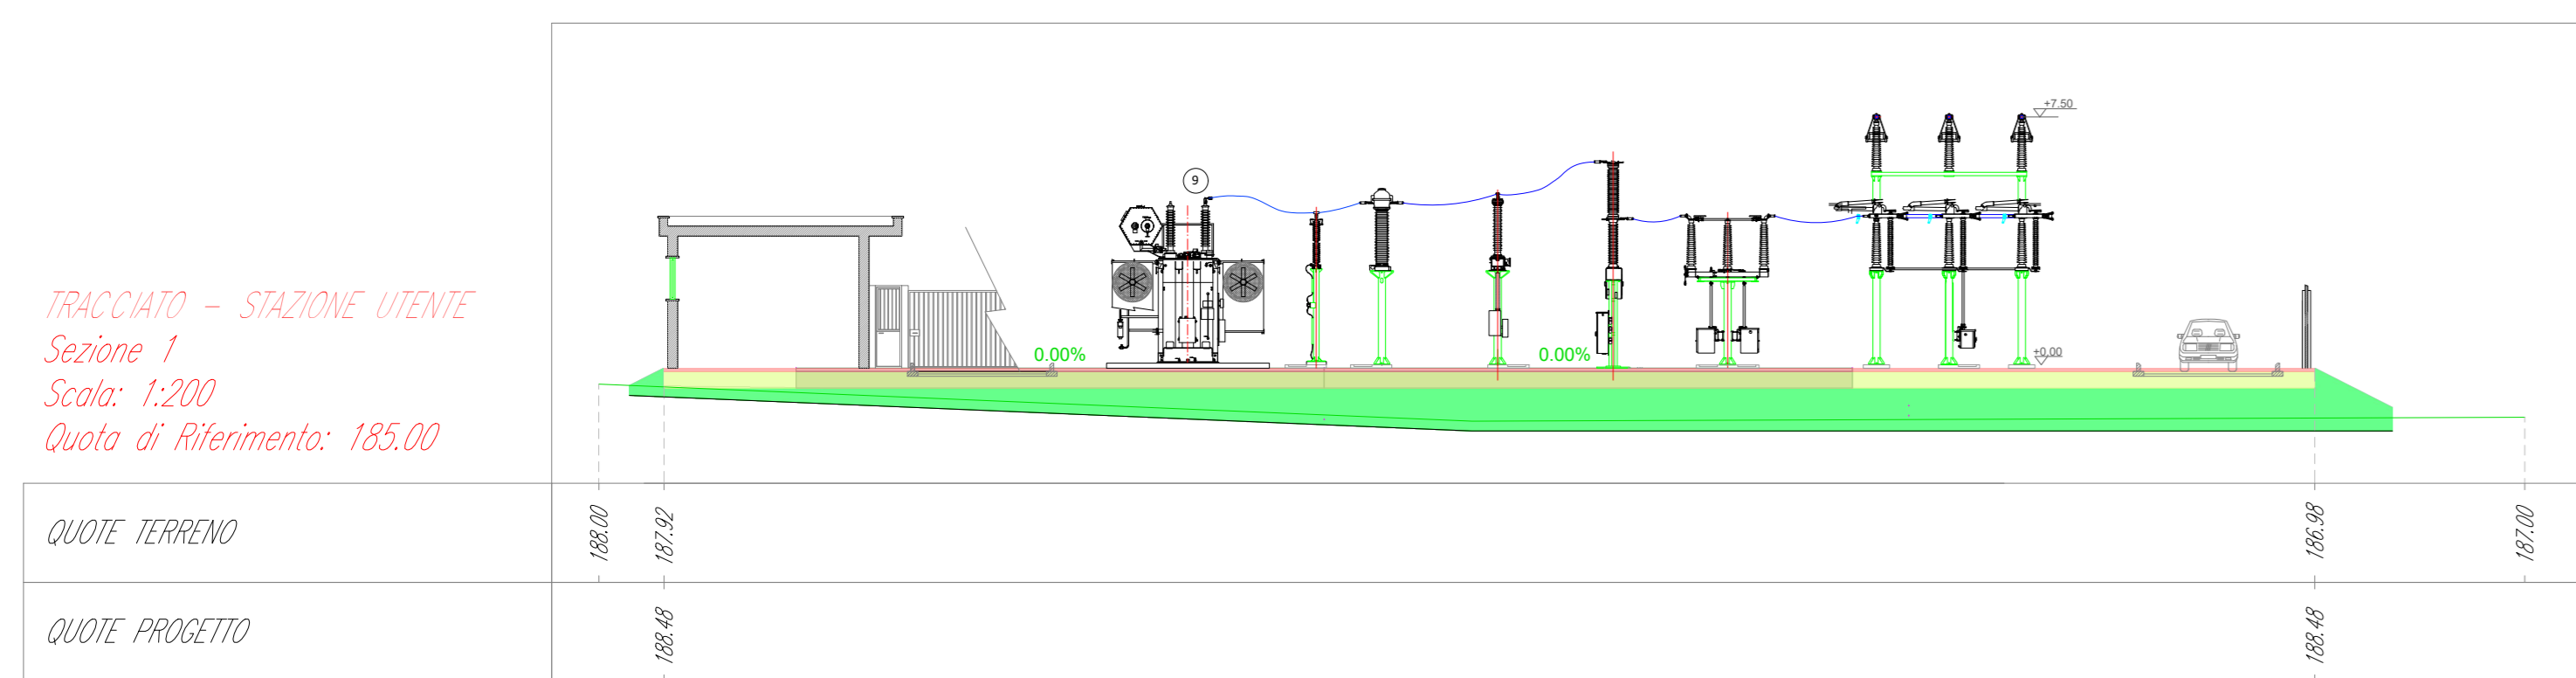 +7.50
9
TRACCIATO - STAZIONE UTENTE
Sezione 1
Scala: 1:200
Quota di Riferimento: 185.00
0.00%
0.00%
+0.00
QUOTE TERRENO
188.00
187.92
186.98
187.00
QUOTE PROGETTO
188.48
188.48